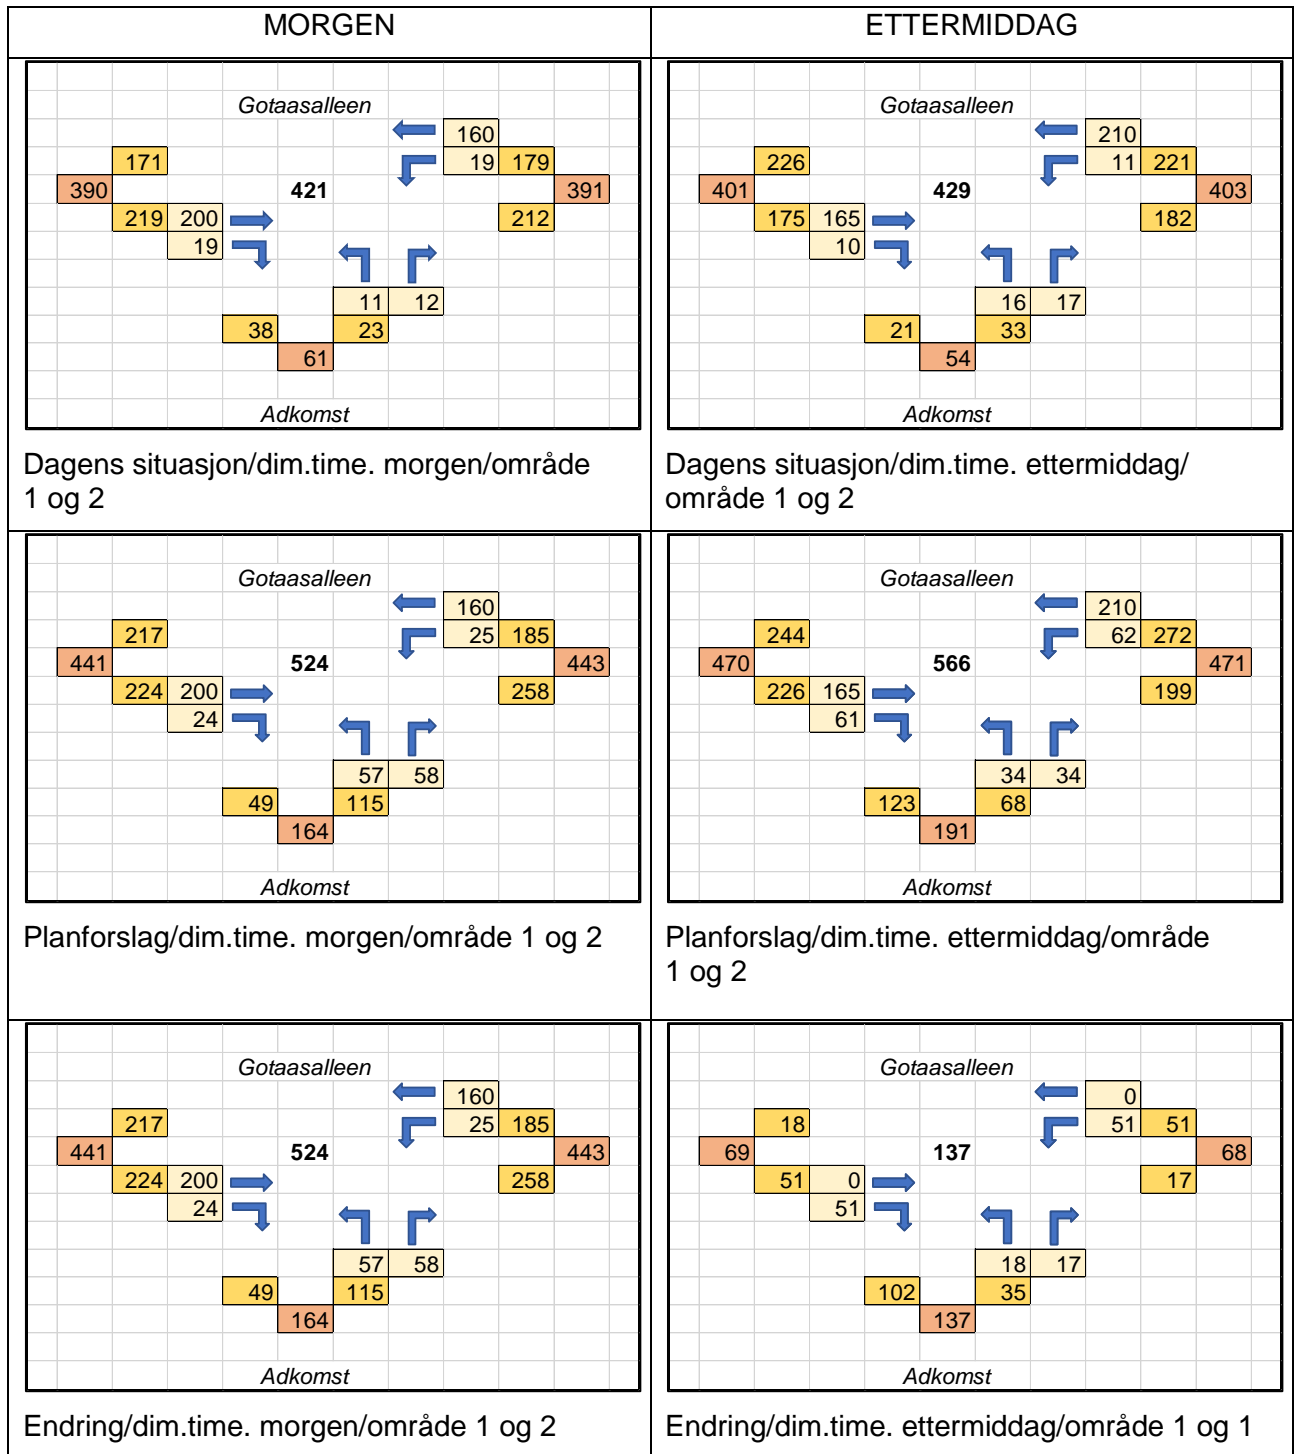 MORGEN ETTERMIDDAG
Gotaasalleen
160
171 19 179
390 421 391
219 200 212
19
11 12
38 23
61
Adkomst
Dagens situasjon/dim.time. morgen/område
1 og 2
Gotaasalleen
210
226 11 221
401 429 403
175 165 182
10
16 17
21 33
54
Adkomst
Dagens situasjon/dim.time. ettermiddag/
område 1 og 2
Gotaasalleen
160
217 25 185
441 524 443
224 200 258
24
57 58
49 115
164
Adkomst
Planforslag/dim.time. morgen/område 1 og 2
Gotaasalleen
210
244 62 272
470 566 471
226 165 199
61
34 34
123 68
191
Adkomst
Planforslag/dim.time. ettermiddag/område
1 og 2
Gotaasalleen
160
217 25 185
441 524 443
224 200 258
24
57 58
49 115
164
Adkomst
Endring/dim.time. morgen/område 1 og 2
Gotaasalleen
0
18 51 51
69 137 68
51 0 17
51
18 17
102 35
137
Adkomst
Endring/dim.time. ettermiddag/område 1 og 1